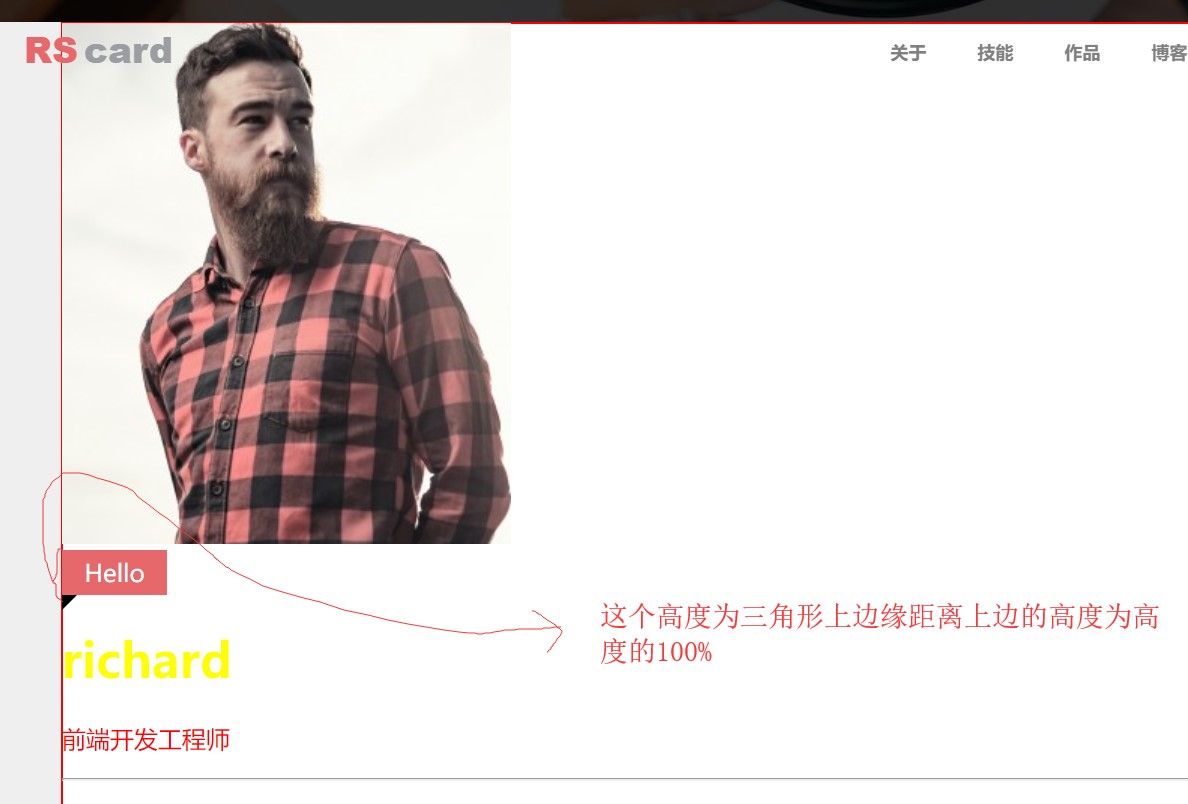 RS card
关于 技能 作品 博客
Hello
这个高度为三角形上边缘距离上边的高度为高
度的100%
richard
前端开发工程师